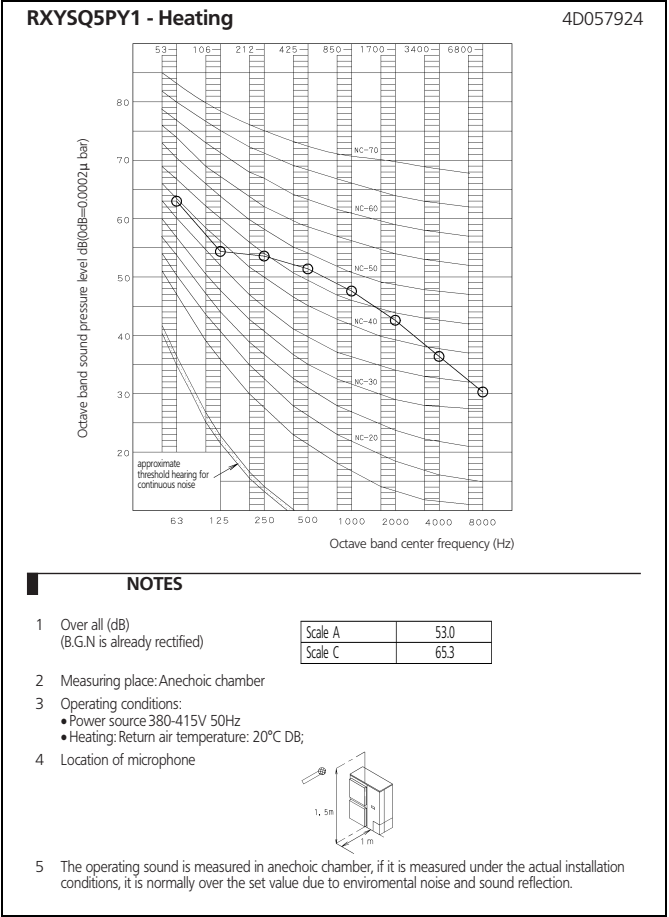 RXYSQ5PY1 - Heating 4D057924
53 106 212 425 850 1700 3400 6800
80
70
60
50
40
30
20
Octave band sound pressure level dB(0dB=0.0002µ bar)
NC-70
NC-60
NC-50
NC-40
NC-30
NC-20
approximate
threshold hearing for
continuous noise
63 125 250 500 1000 2000 4000 8000
Octave band center frequency (Hz)
NOTES
1 Over all (dB)
(B.G.N is already rectified)
Scale A 53.0
Scale C 65.3
2 Measuring place: Anechoic chamber
3 Operating conditions:
• Power source 380-415V 50Hz
• Heating: Return air temperature: 20°C DB;
4 Location of microphone
1, 5m
1 m
5 The operating sound is measured in anechoic chamber, if it is measured under the actual installation
conditions, it is normally over the set value due to enviromental noise and sound reflection.